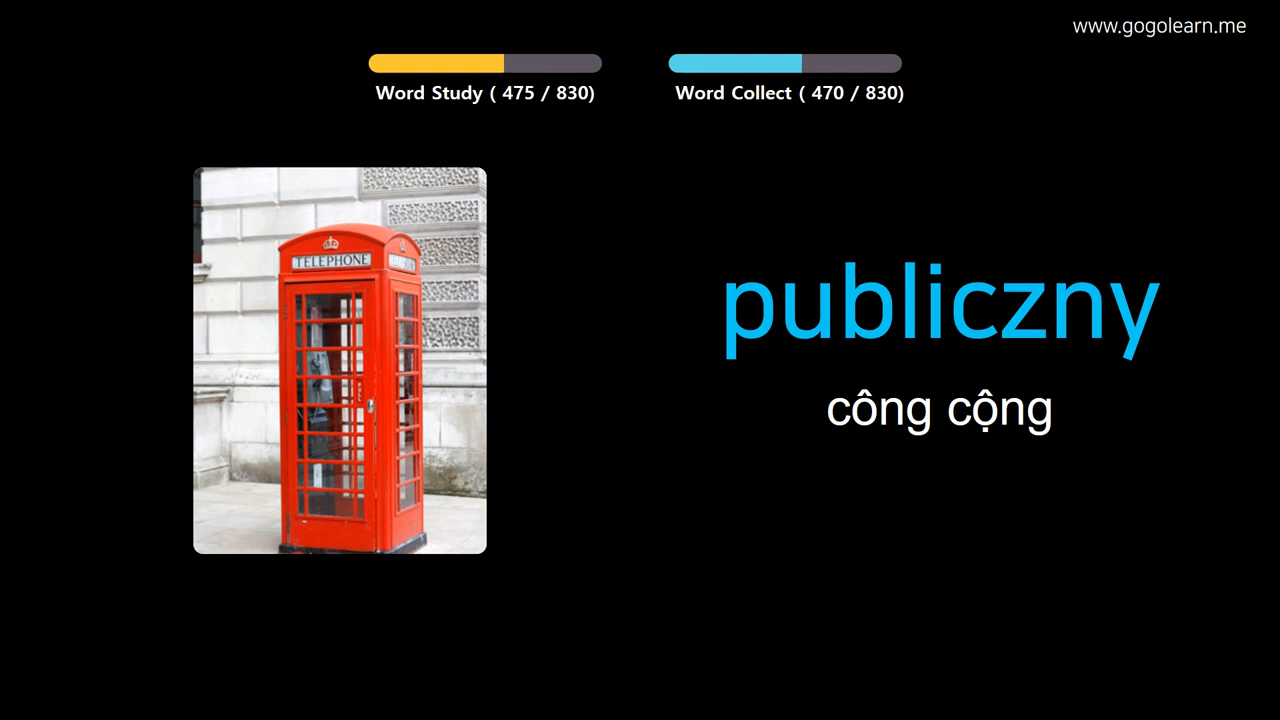 www.gogolearn.me
Word Study ( 475 / 830)
Word Collect ( 470 / 830)
TELEPHONE
publiczny
công cộng